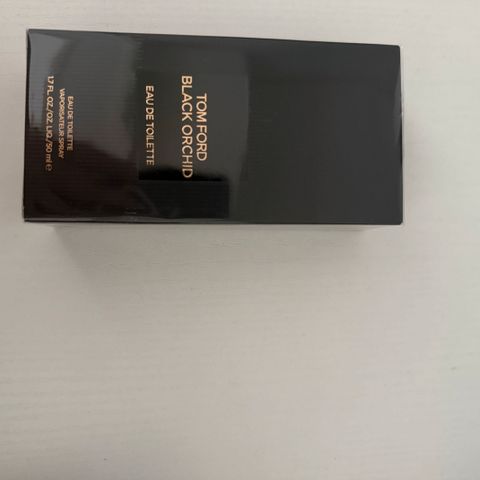 TOM FORD
BLACK ORCHID
EAU DE TOILETTE
EAU DE TOILETTE
VAPORISATEUR SPRAY
1.7 FL.OZ./OZ.LIQ./50 ml ℮